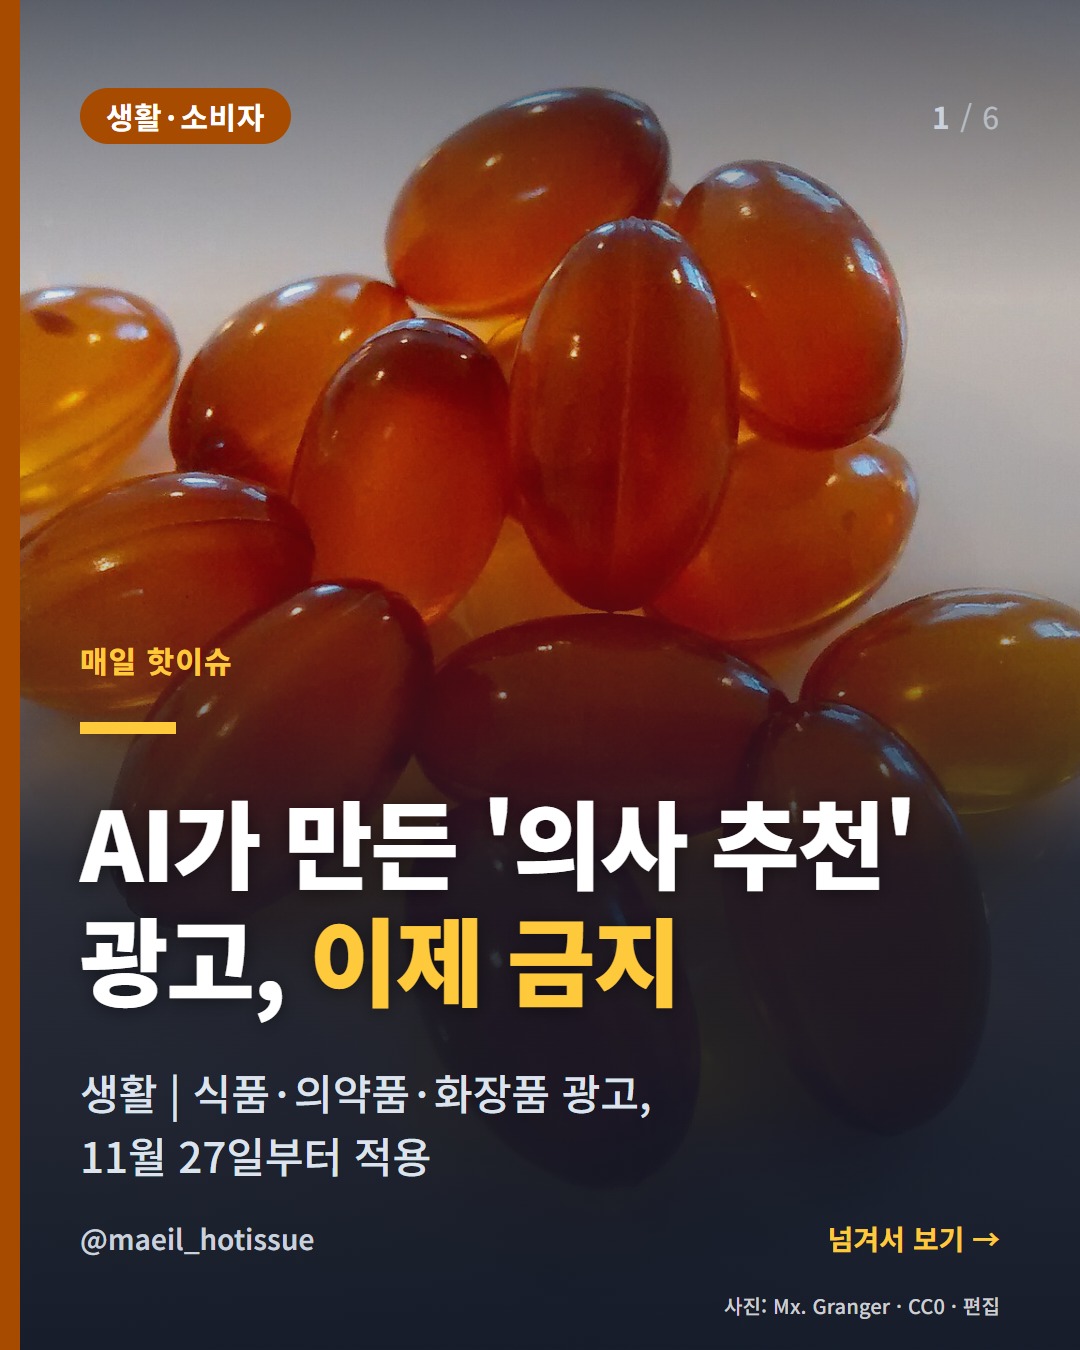 생활·소비자
1 / 6
매일 핫이슈
AI가 만든 '의사 추천'
광고, 이제 금지
생활 | 식품·의약품·화장품 광고,
11월 27일부터 적용
@maeil_hotissue
넘겨서 보기 →
사진: Mx. Granger · CC0 · 편집